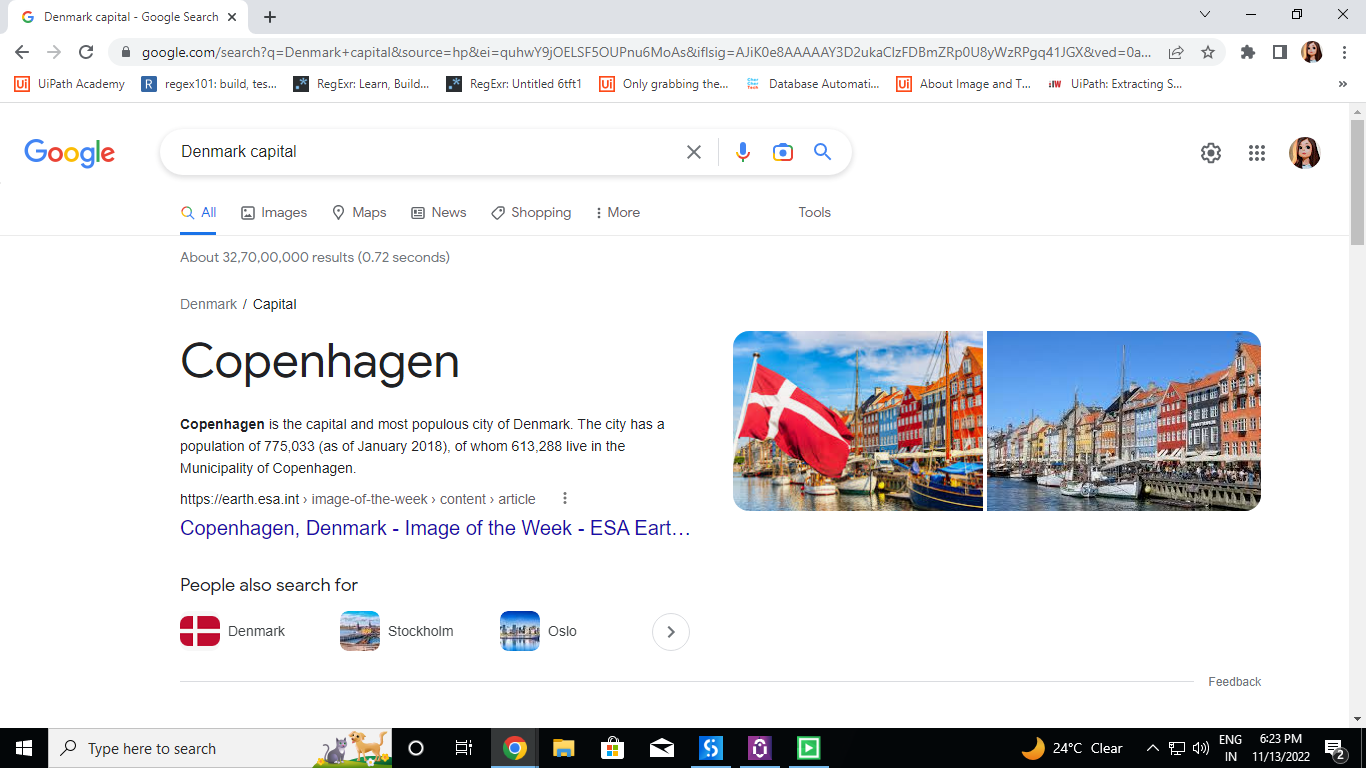 Denmark capital - Google Search
google.com/search?q=Denmark+capital&source=hp&ei=quhwY9jOELSF5OUPnu6MoAs&iflsig=AJiK0e8AAAAAY3D2ukaClzFDBmZRp0U8yWzRPgq41JGX&ved=0a...
UiPath Academy
regex101: build, tes...
RegExr: Learn, Build...
RegExr: Untitled 6tft1
Only grabbing the...
Database Automati...
About Image and T...
UiPath: Extracting S...
Google
Denmark capital
All
Images
Maps
News
Shopping
More
Tools
About 32,70,00,000 results (0.72 seconds)
Denmark / Capital
Copenhagen
Copenhagen is the capital and most populous city of Denmark. The city has a
population of 775,033 (as of January 2018), of whom 613,288 live in the
Municipality of Copenhagen.
https://earth.esa.int › image-of-the-week › content › article
Copenhagen, Denmark - Image of the Week - ESA Eart...
People also search for
Denmark
Stockholm
Oslo
Feedback
Type here to search
24°C Clear
ENG
IN
6:23 PM
11/13/2022
2